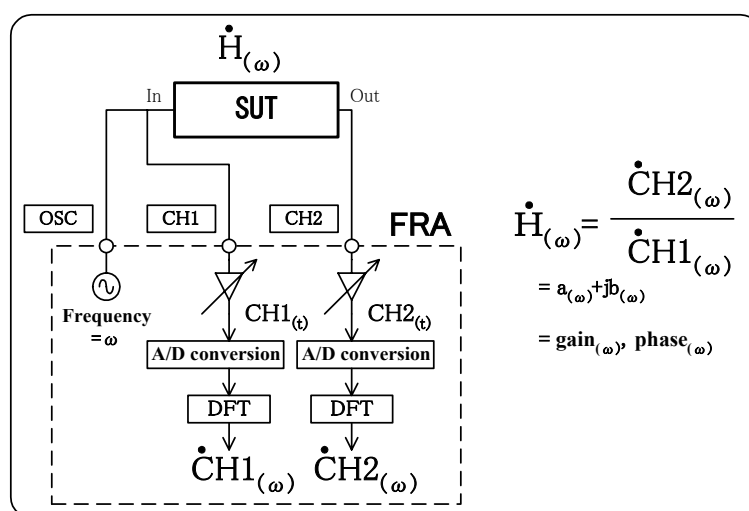 Ḣ(ω)
In
SUT
Out
OSC
CH1
CH2
FRA
Frequency
=ω
CH1(t)
CH2(t)
A/D conversion
A/D conversion
DFT
DFT
ĊH1(ω)
ĊH2(ω)
Ḣ(ω)= ĊH2(ω)
ĊH1(ω)
= a(ω)+jb(ω)
= gain(ω), phase(ω)